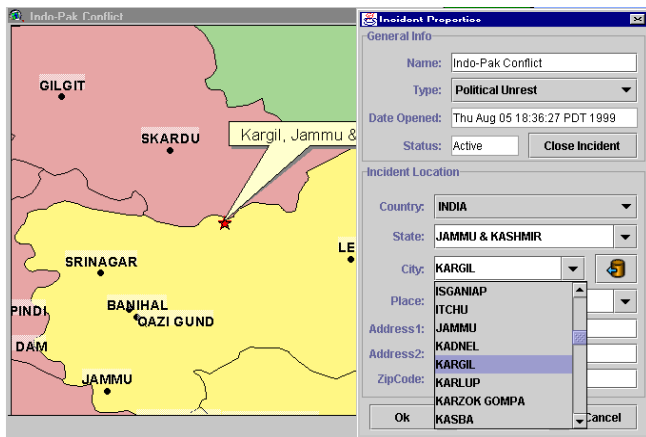 Indo-Pak Conflict
GILGIT
SKARDU
Kargil, Jammu &
LE
SRINAGAR
BANIHAL
QAZI GUND
PINDI
DAM
JAMMU
Incident Properties
General Info
Name: Indo-Pak Conflict
Type: Political Unrest
Date Opened: Thu Aug 05 18:36:27 PDT 1999
Status: Active Close Incident
Incident Location
Country: INDIA
State: JAMMU & KASHMIR
City: KARGIL
ISGANIAP
Place: ITCHU
Address1: JAMMU
KADNEL
Address2: KARGIL
ZipCode: KARLUP
KARZOK GOMPA
Ok KASBA Cancel